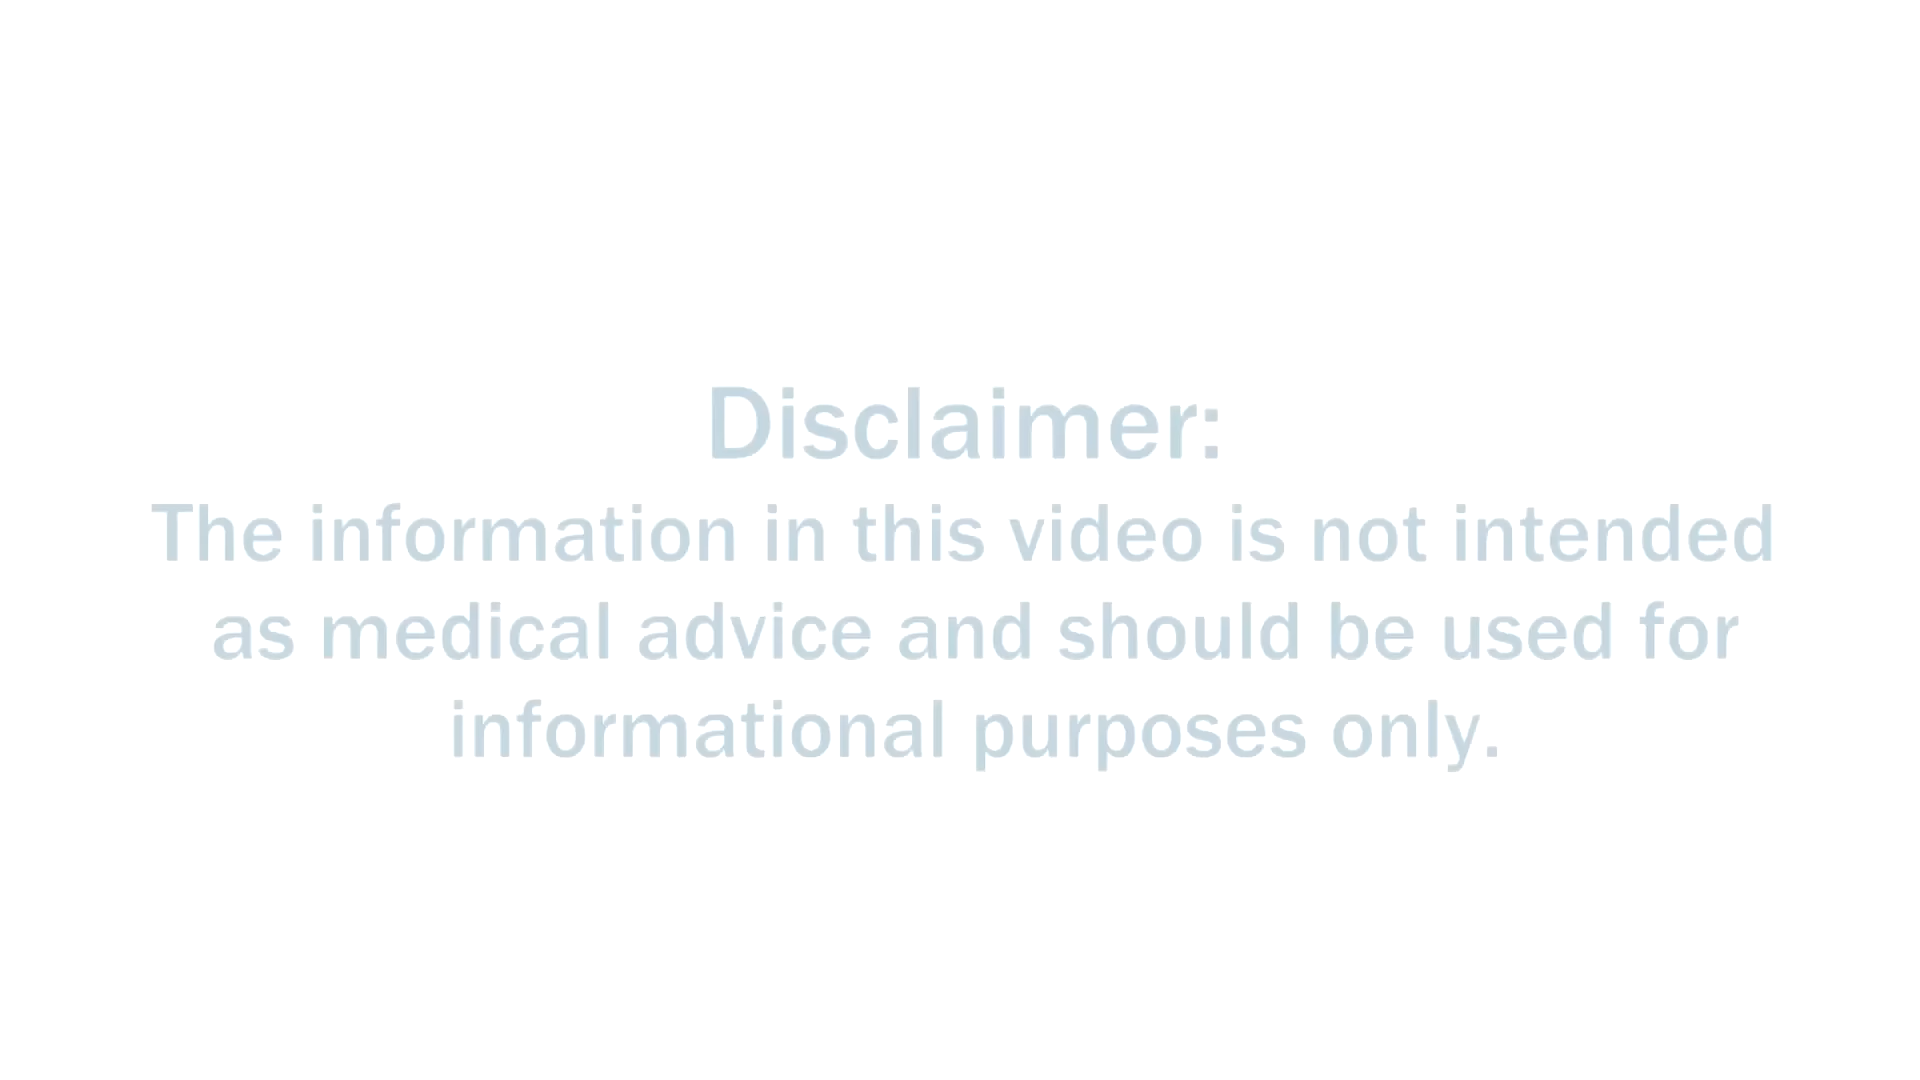 Disclaimer:
The information in this video is not intended
as medical advice and should be used for
informational purposes only.